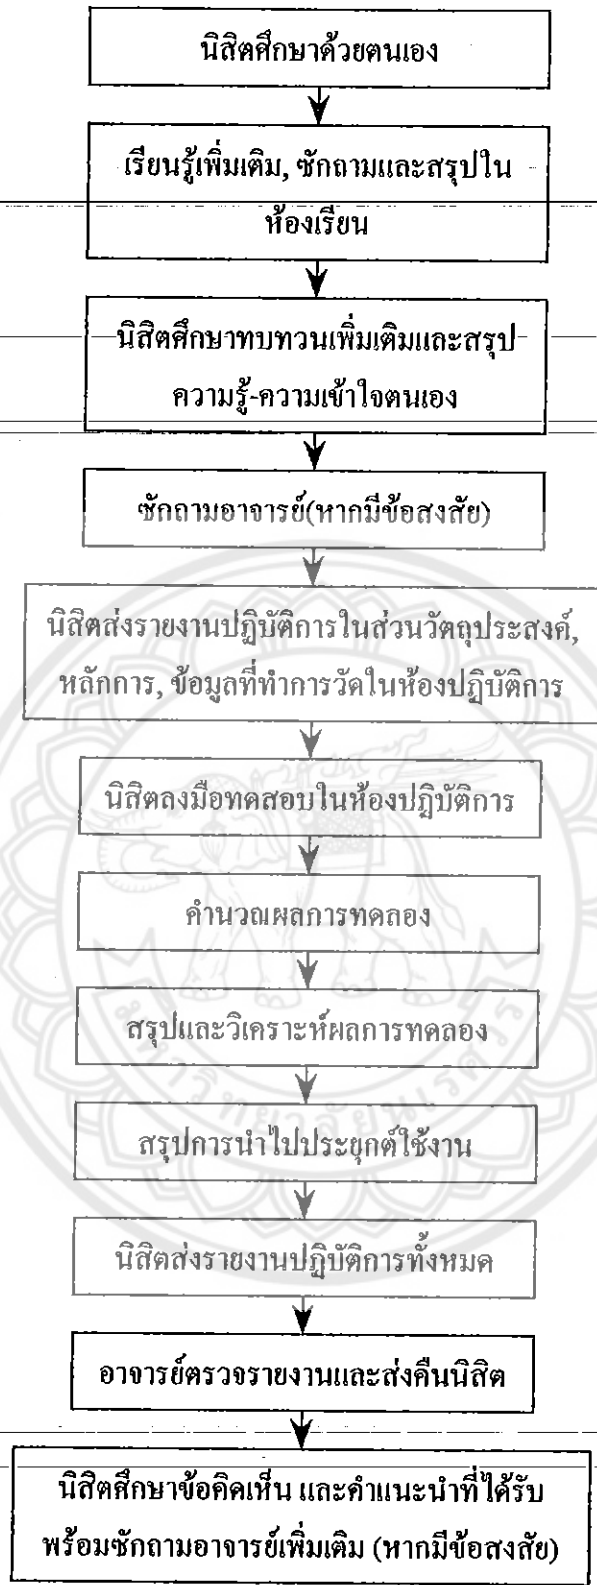 นิสิตศึกษาด้วยตนเอง
เรียนรู้เพิ่มเติม, ซักถามและสรุปใน
ห้องเรียน
นิสิตศึกษาทบทวนเพิ่มเติมและสรุป
ความรู้-ความเข้าใจตนเอง
ซักถามอาจารย์(หากมีข้อสงสัย)
นิสิตส่งรายงานปฏิบัติการในส่วนวัตถุประสงค์,
หลักการ, ข้อมูลที่ทำการวัดในห้องปฏิบัติการ
นิสิตลงมือทดสอบในห้องปฏิบัติการ
คำนวณผลการทดลอง
สรุปและวิเคราะห์ผลการทดลอง
สรุปการนำไปประยุกต์ใช้งาน
นิสิตส่งรายงานปฏิบัติการทั้งหมด
อาจารย์ตรวจรายงานและส่งคืนนิสิต
นิสิตศึกษาข้อคิดเห็น และคำแนะนำที่ได้รับ
พร้อมซักถามอาจารย์เพิ่มเติม (หากมีข้อสงสัย)
มหาวิทยาลัยนเรศวร